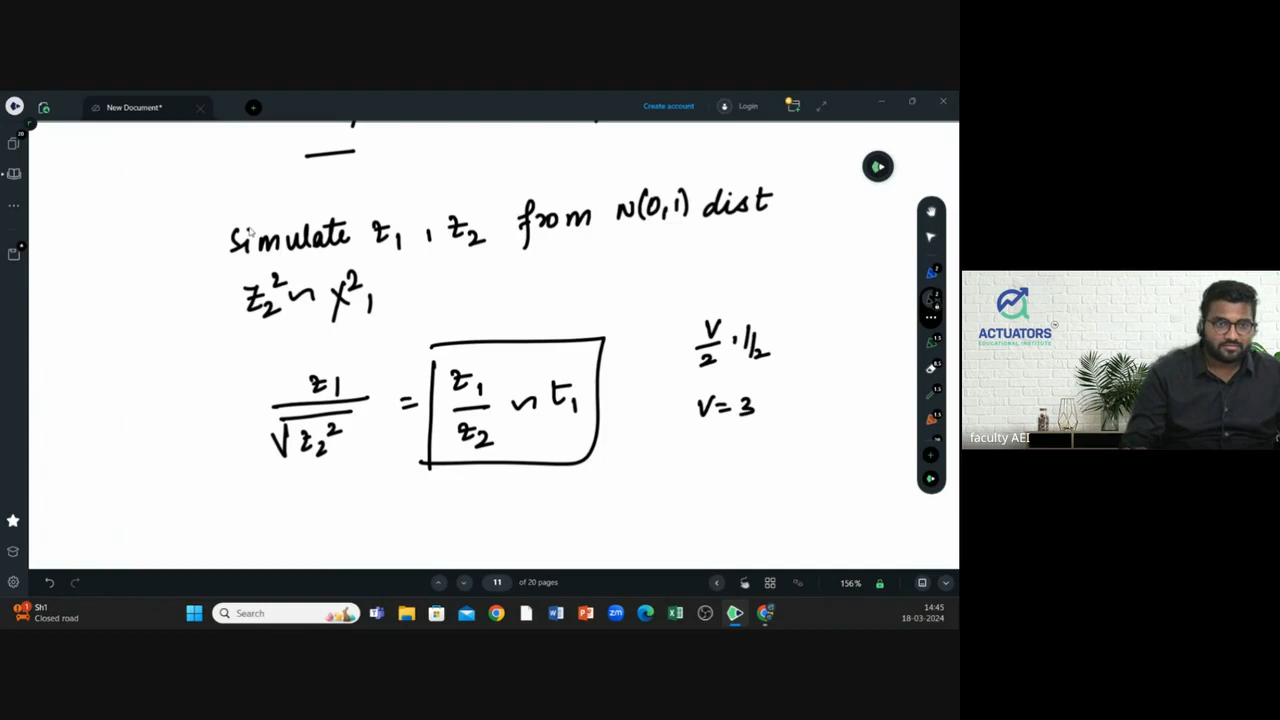 New Document*
Create account
Login
simulate z₁, z₂ from N(0,1) dist
z₂² ~ χ²₁
z₁/√z₂² = z₁/z₂ ~ t₁
v/2, 1/2
v = 3
ACTUATORS
EDUCATIONAL INSTITUTE
faculty AEI
11 of 20 pages
156%
Sh1
Closed road
Search
14:45
18-03-2024